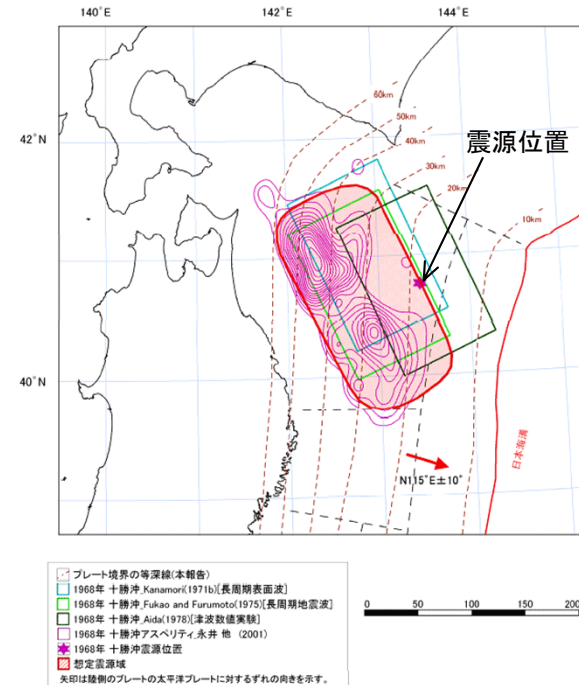 140°E
142°E
144°E
42°N
40°N
60km
50km
40km
30km
20km
10km
震源位置
N115°E±10°
日本海溝
プレート境界の等深線(本報告)
1968年 十勝沖_Kanamori(1971b)[長周期表面波]
1968年 十勝沖_Fukao and Furumoto(1975)[長周期地震波]
1968年 十勝沖_Aida(1978)[津波数値実験]
1968年 十勝沖アスペリティ_永井 他 (2001)
1968年 十勝沖震源位置
想定震源域
矢印は陸側のプレートの太平洋プレートに対するずれの向きを示す。
0 50 100 150 200